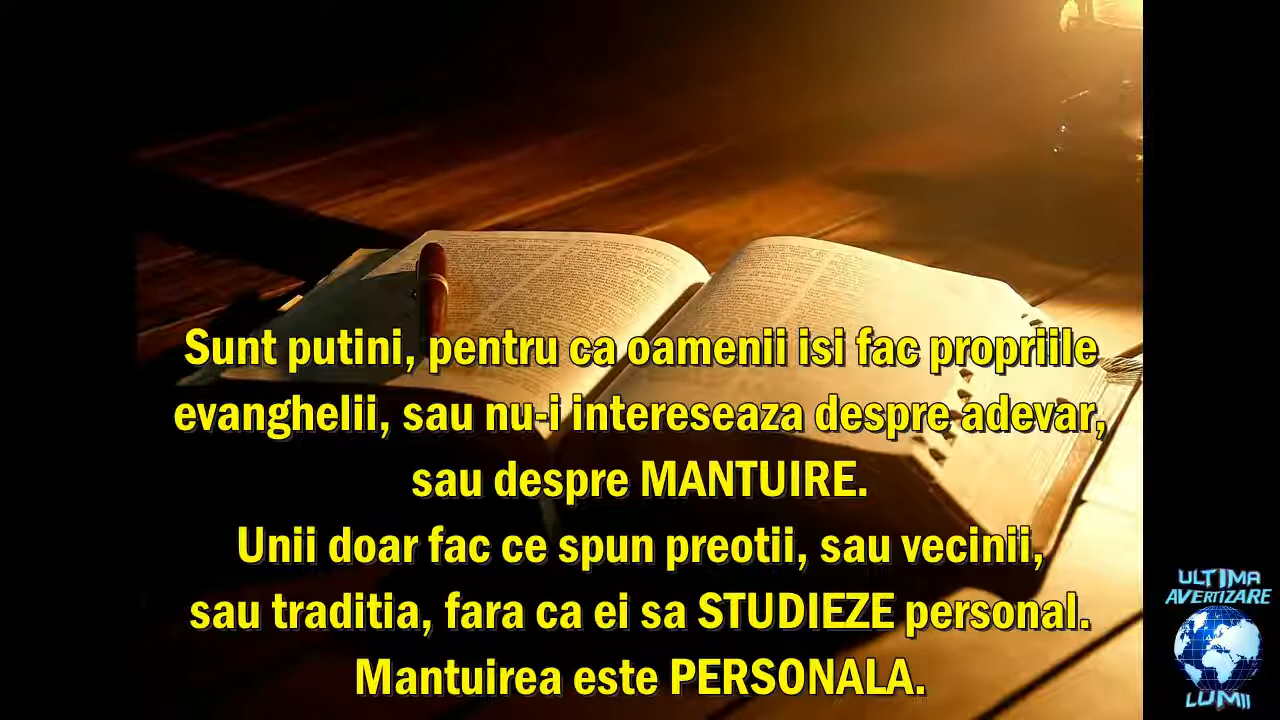 Sunt putini, pentru ca oamenii isi fac propriile
evanghelii, sau nu-i intereseaza despre adevar,
sau despre MANTUIRE.
Unii doar fac ce spun preotii, sau vecinii,
sau traditia, fara ca ei sa STUDIEZE personal.
Mantuirea este PERSONALA.
ULTIMA
AVERTIZARE
LUMII